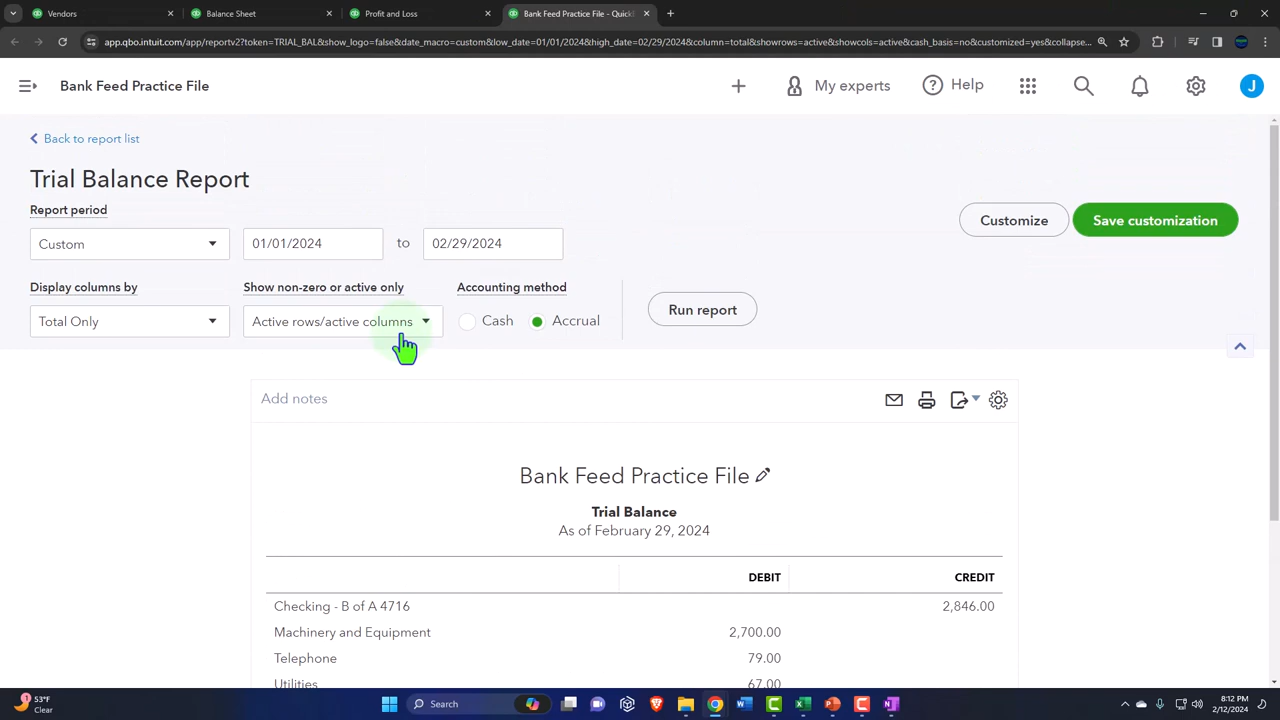 Vendors
Balance Sheet
Profit and Loss
Bank Feed Practice File - Quickb
app.qbo.intuit.com/app/reportv2?token=TRIAL_BAL&show_logo=false&date_macro=custom&low_date=01/01/2024&high_date=02/29/2024&column=total&showrows=active&showcols=active&cash_basis=no&customized=yes&collapse...
Bank Feed Practice File
My experts
Help
J
Back to report list
Trial Balance Report
Report period
Custom
01/01/2024
to
02/29/2024
Customize
Save customization
Display columns by
Show non-zero or active only
Accounting method
Total Only
Active rows/active columns
Cash
Accrual
Run report
Add notes
Bank Feed Practice File
Trial Balance
As of February 29, 2024
DEBIT CREDIT
Checking - B of A 4716 2,846.00
Machinery and Equipment 2,700.00
Telephone 79.00
Utilities 67.00
1
53°F
Clear
Search
8:12 PM
2/12/2024